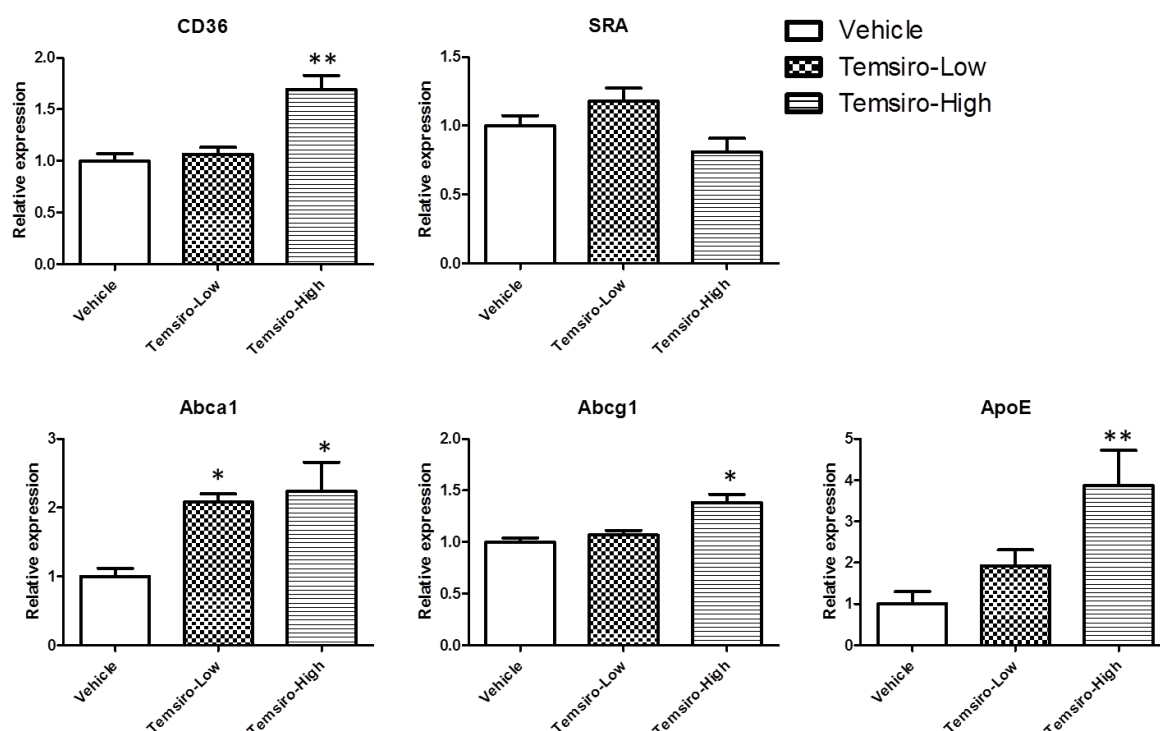 CD36
**
Relative expression
2.0
1.5
1.0
0.5
0.0
Vehicle
Temsiro-Low
Temsiro-High
SRA
Relative expression
1.5
1.0
0.5
0.0
Vehicle
Temsiro-Low
Temsiro-High
Vehicle
Temsiro-Low
Temsiro-High
Abca1
*
*
Relative expression
3
2
1
0
Vehicle
Temsiro-Low
Temsiro-High
Abcg1
*
Relative expression
2.0
1.5
1.0
0.5
0.0
Vehicle
Temsiro-Low
Temsiro-High
ApoE
**
Relative expression
5
4
3
2
1
0
Vehicle
Temsiro-Low
Temsiro-High